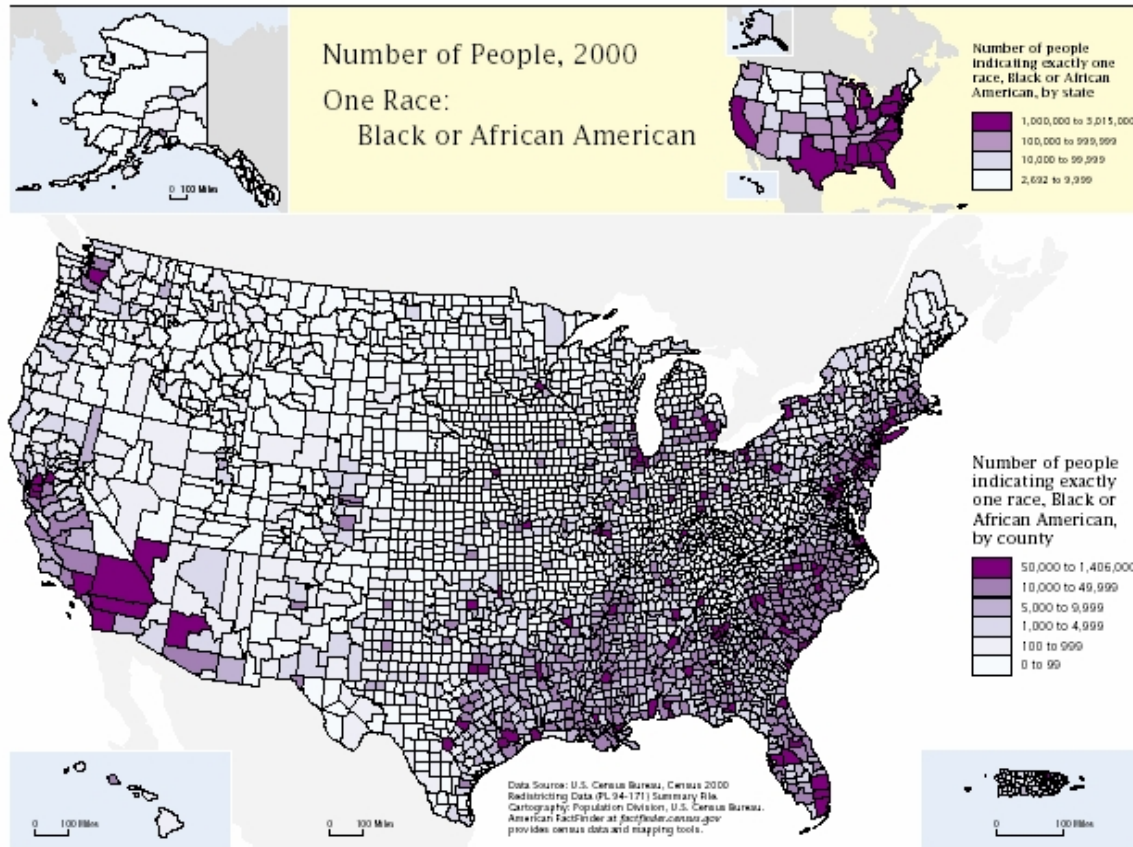 Number of People, 2000
One Race:
Black or African American
Number of people
indicating exactly one
race, Black or African
American, by state
1,000,000 to 3,015,000
100,000 to 999,999
10,000 to 99,999
2,692 to 9,999
0 100 Miles
Number of people
indicating exactly
one race, Black or
African American,
by county
50,000 to 1,406,000
10,000 to 49,999
5,000 to 9,999
1,000 to 4,999
100 to 999
0 to 99
Data Source: U.S. Census Bureau, Census 2000
Redistricting Data (PL 94-171) Summary File.
Cartography: Population Division, U.S. Census Bureau.
American FactFinder at factfinder.census.gov
provides census data and mapping tools.
0 100 Miles
0 100 Miles
0 100 Miles